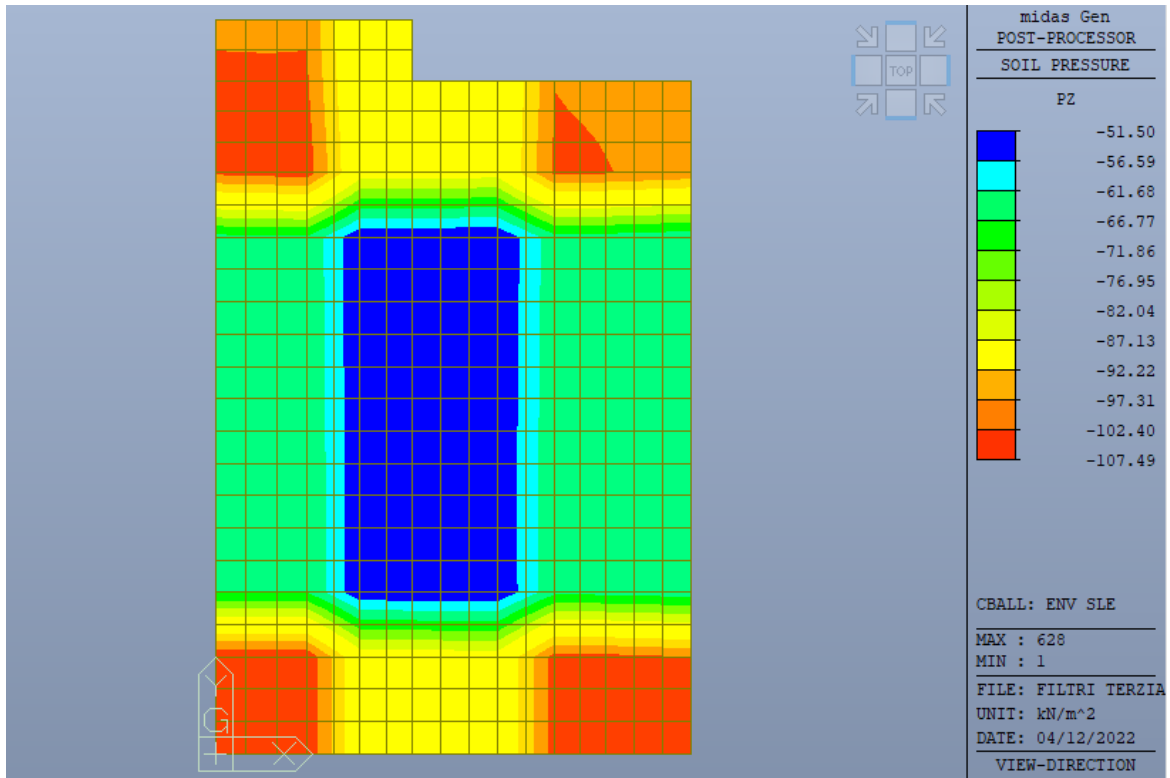 midas Gen
POST-PROCESSOR
SOIL PRESSURE
PZ
TOP
-51.50
-56.59
-61.68
-66.77
-71.86
-76.95
-82.04
-87.13
-92.22
-97.31
-102.40
-107.49
CBALL: ENV SLE
MAX : 628
MIN : 1
FILE: FILTRI TERZIA
UNIT: kN/m^2
DATE: 04/12/2022
VIEW-DIRECTION
Y
G
X